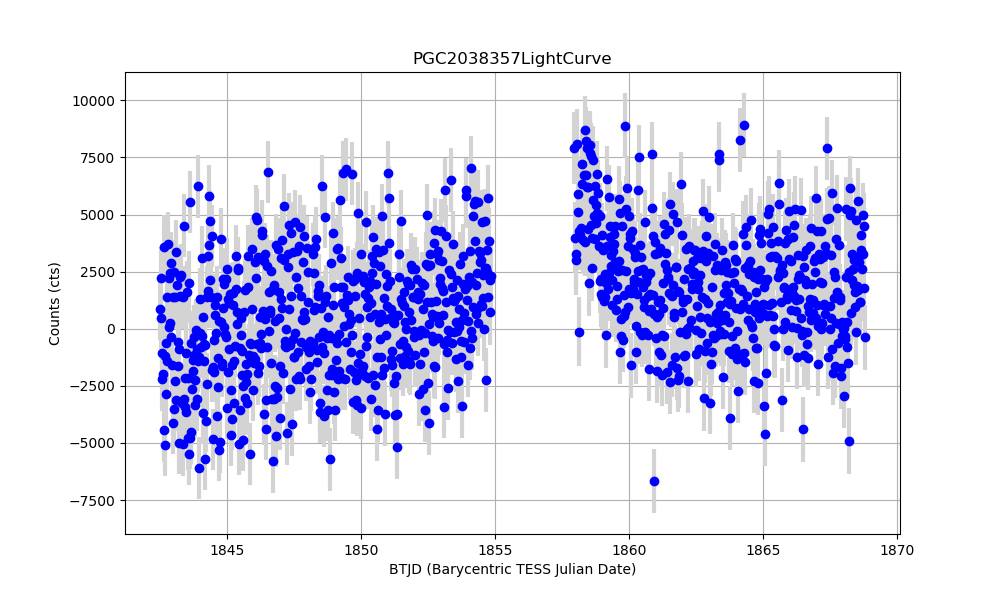 PGC2038357LightCurve
10000
7500
5000
2500
0
−2500
−5000
−7500
Counts (cts)
1845 1850 1855 1860 1865 1870
BTJD (Barycentric TESS Julian Date)